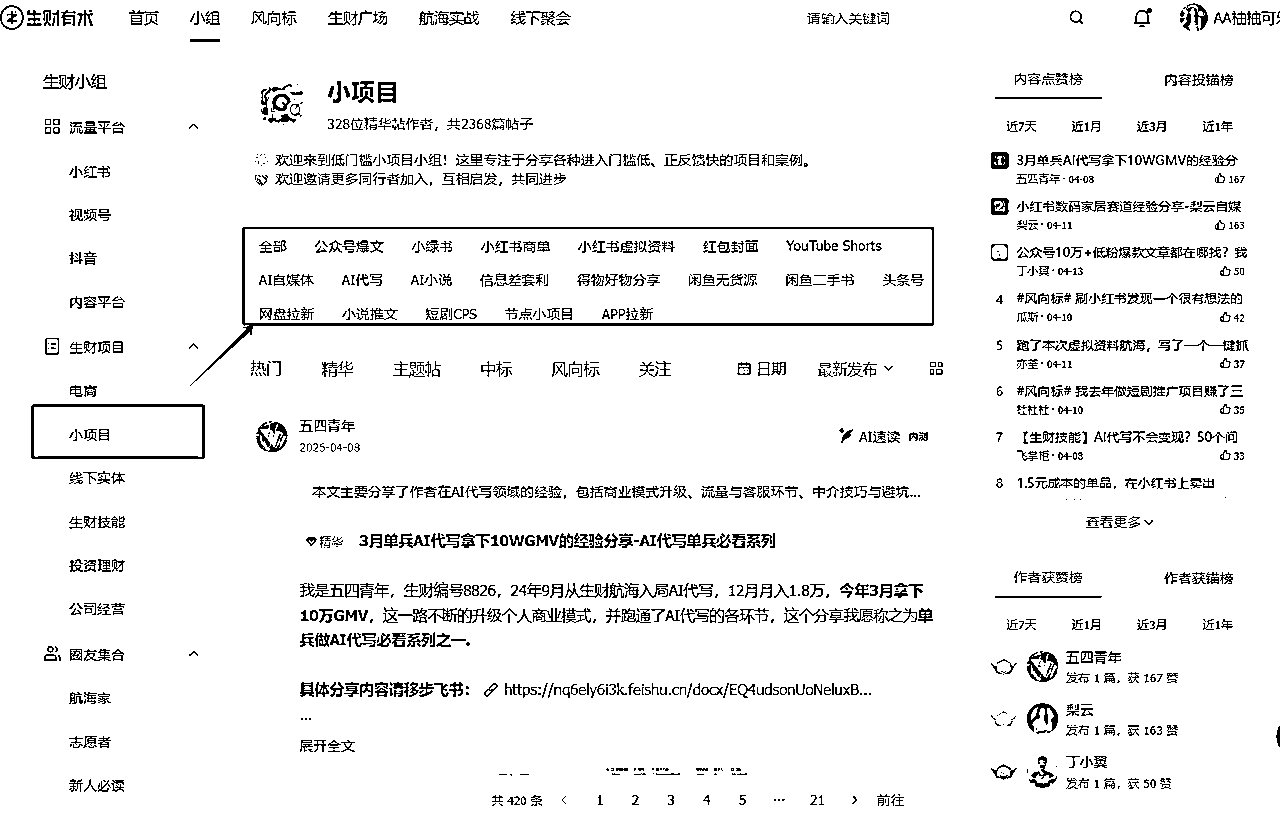 生财有术 首页 小组 风向标 生财广场 航海实战 线下聚会 请输入关键词 AA柚柚可乐
生财小组
流量平台
小红书
视频号
抖音
内容平台
生财项目
电商
小项目
线下实体
生财技能
投资理财
公司经营
圈友集合
航海家
志愿者
新人必读
小项目
328位精华帖作者，共2368篇帖子
欢迎来到低门槛小项目小组！这里专注于分享各种进入门槛低、正反馈快的项目和案例。
欢迎邀请更多同行者加入，互相启发，共同进步
全部 公众号爆文 小绿书 小红书商单 小红书虚拟资料 红包封面 YouTube Shorts
AI自媒体 AI代写 AI小说 信息差套利 得物好物分享 闲鱼无货源 闲鱼二手书 头条号
网盘拉新 小说推文 短剧CPS 节点小项目 APP拉新
热门 精华 主题帖 中标 风向标 关注 日期 最新发布
五四青年
2025-04-08
AI速读 内测
本文主要分享了作者在AI代写领域的经验，包括商业模式升级、流量与客服环节、中介技巧与避坑...
精华 3月单兵AI代写拿下10WGMV的经验分享-AI代写单兵必看系列
我是五四青年，生财编号8826，24年9月从生财航海入局AI代写，12月月入1.8万，今年3月拿下
10万GMV，这一路不断的升级个人商业模式，并跑通了AI代写的各环节，这个分享我愿称之为单
兵做AI代写必看系列之一。
具体分享内容请移步飞书： https://nq6ely6i3k.feishu.cn/docx/EQ4udsonUoNeluxB...
...
展开全文
共 420 条 1 2 3 4 5 ··· 21 前往
内容点赞榜 内容投锚榜
近7天 近1月 近3月 近1年
1 3月单兵AI代写拿下10WGMV的经验分
五四青年 · 04-08 167
2 小红书数码家居赛道经验分享-梨云自媒
梨云 · 04-11 163
公众号10万+低粉爆款文章都在哪找？我
丁小翼 · 04-13 50
4 #风向标# 刷小红书发现一个很有想法的
瓜斯 · 04-10 42
5 跑了本次虚拟资料航海，写了一个一键抓
亦荃 · 04-11 37
6 #风向标# 我去年做短剧推广项目赚了三
杜杜杜 · 04-10 35
7 【生财技能】AI代写不会变现？50个问
飞掌柜 · 04-08 33
8 1.5元成本的单品，在小红书上卖出
查看更多
作者获赞榜 作者获锚榜
近7天 近1月 近3月 近1年
五四青年
发布 1 篇，获 167 赞
梨云
发布 1 篇，获 163 赞
丁小翼
发布 1 篇，获 50 赞